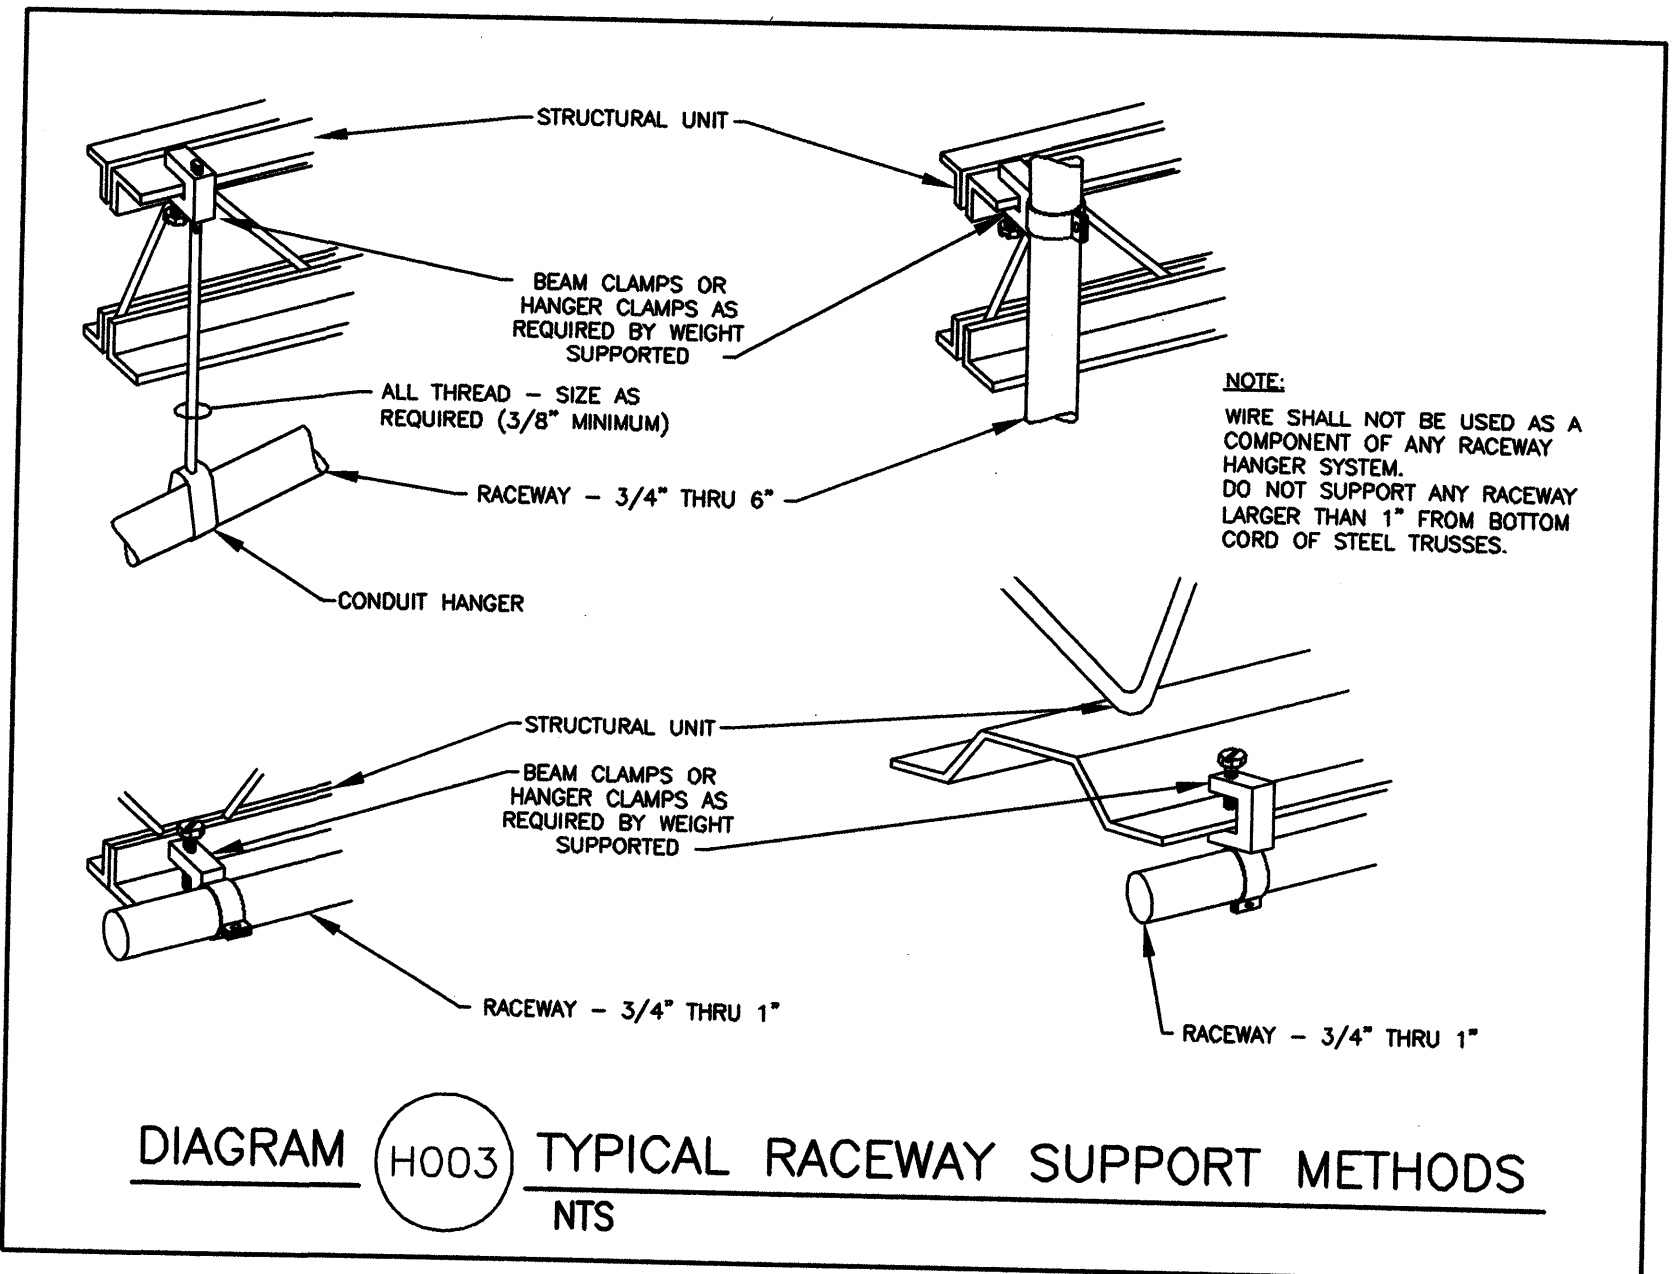 STRUCTURAL UNIT
BEAM CLAMPS OR
HANGER CLAMPS AS
REQUIRED BY WEIGHT
SUPPORTED
ALL THREAD - SIZE AS
REQUIRED (3/8" MINIMUM)
RACEWAY - 3/4" THRU 6"
CONDUIT HANGER
NOTE:
WIRE SHALL NOT BE USED AS A
COMPONENT OF ANY RACEWAY
HANGER SYSTEM.
DO NOT SUPPORT ANY RACEWAY
LARGER THAN 1" FROM BOTTOM
CORD OF STEEL TRUSSES.
STRUCTURAL UNIT
BEAM CLAMPS OR
HANGER CLAMPS AS
REQUIRED BY WEIGHT
SUPPORTED
RACEWAY - 3/4" THRU 1"
RACEWAY - 3/4" THRU 1"
DIAGRAM H003 TYPICAL RACEWAY SUPPORT METHODS
NTS